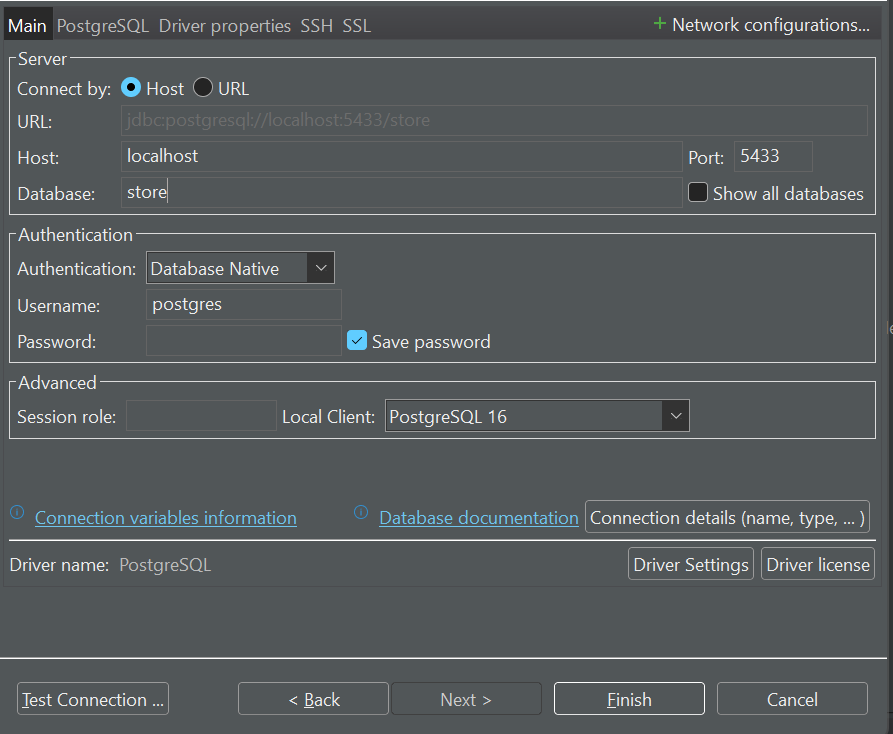 Main PostgreSQL Driver properties SSH SSL + Network configurations...
Server
Connect by: Host URL
URL: jdbc:postgresql://localhost:5433/store
Host: localhost Port: 5433
Database: store Show all databases
Authentication
Authentication: Database Native
Username: postgres
Password: Save password
Advanced
Session role: Local Client: PostgreSQL 16
Connection variables information Database documentation Connection details (name, type, ... )
Driver name: PostgreSQL Driver Settings Driver license
Test Connection ... < Back Next > Finish Cancel